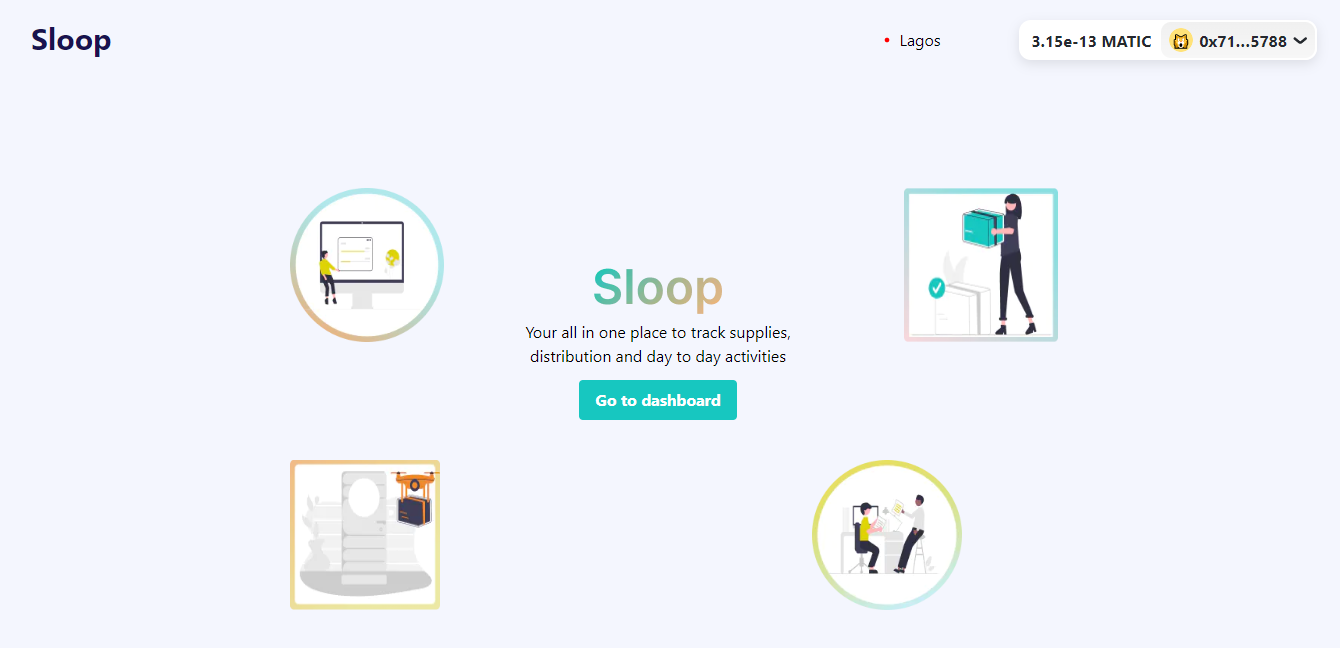 Sloop
Lagos
3.15e-13 MATIC
0x71...5788
Sloop
Your all in one place to track supplies,
distribution and day to day activities
Go to dashboard